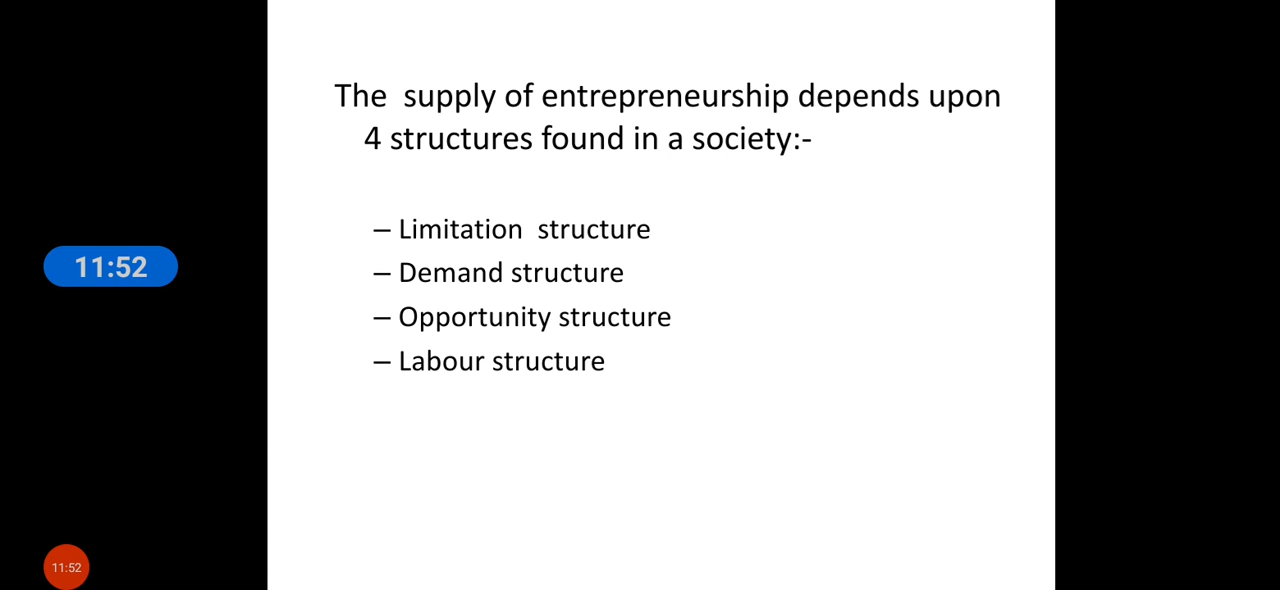 The supply of entrepreneurship depends upon
4 structures found in a society:-
– Limitation structure
– Demand structure
– Opportunity structure
– Labour structure
11:52
11:52